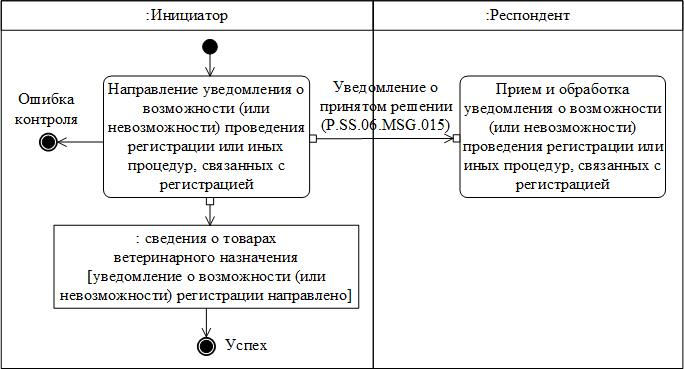 :Инициатор
:Респондент
Направление уведомления о
возможности (или
невозможности) проведения
регистрации или иных
процедур, связанных с
регистрацией
Ошибка
контроля
Уведомление о
принятом решении
(P.SS.06.MSG.015)
Прием и обработка
уведомления о возможности
(или невозможности)
проведения регистрации или
иных процедур, связанных с
регистрацией
: сведения о товарах
ветеринарного назначения
[уведомление о возможности (или
невозможности) регистрации направлено]
Успех